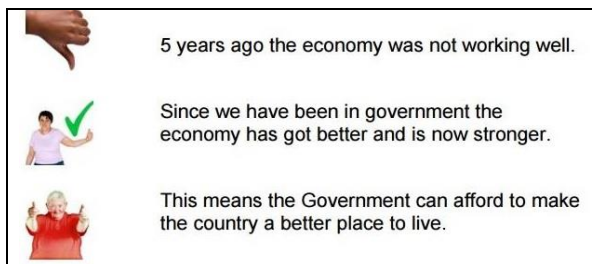 5 years ago the economy was not working well.
Since we have been in government the
economy has got better and is now stronger.
This means the Government can afford to make
the country a better place to live.